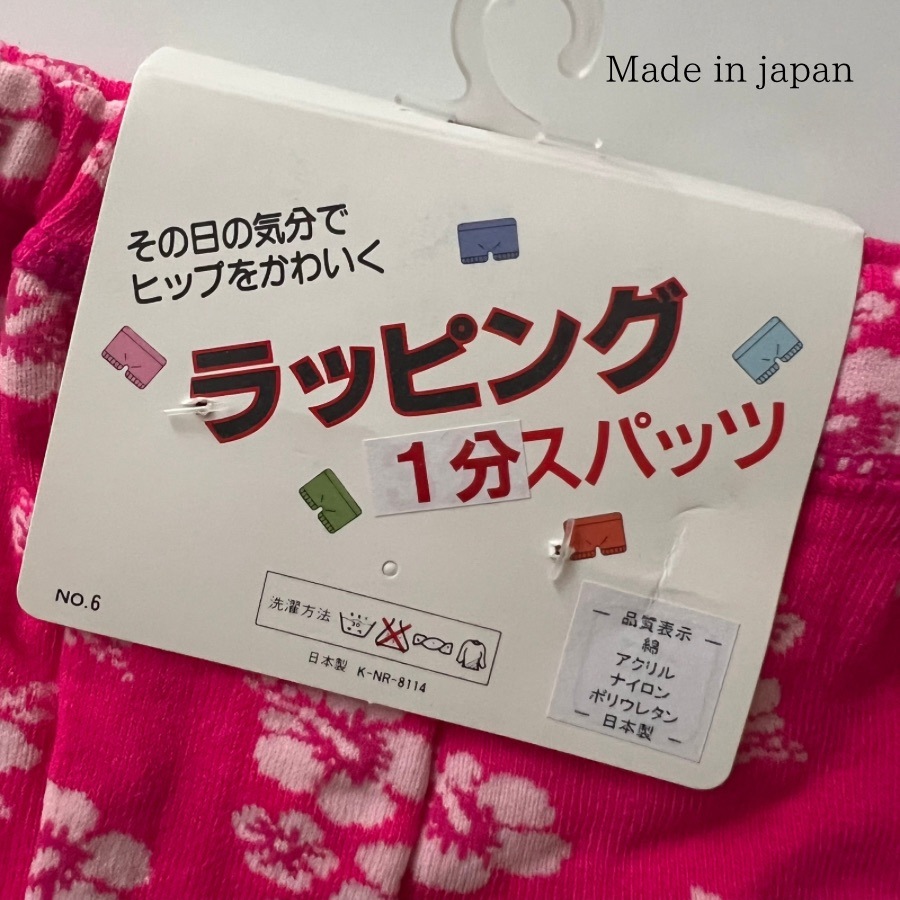 Made in japan
その日の気分で
ヒップをかわいく
ラッピング
1分スパッツ
NO.6
洗濯方法
日本製 K-NR-8114
品質表示
綿
アクリル
ナイロン
ポリウレタン
日本製